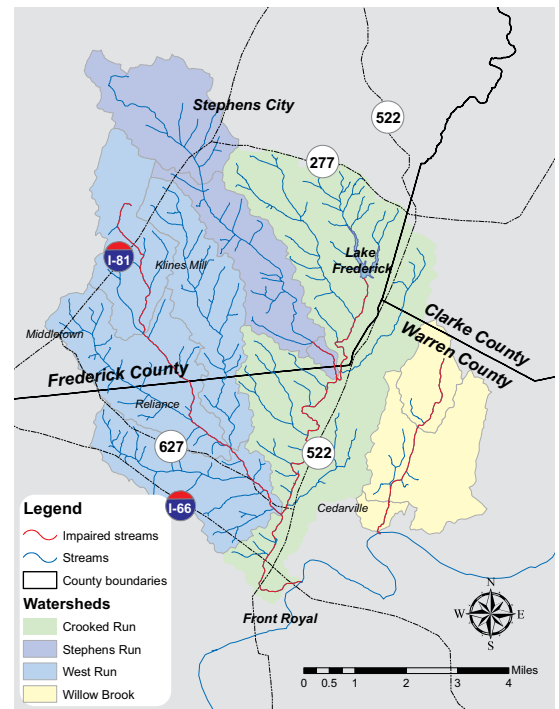 Stephens City
522
277
I-81
Klines Mill
Lake
Frederick
Clarke County
Warren County
Middletown
Frederick County
Reliance
627
522
I-66
Cedarville
Front Royal
Legend
Impaired streams
Streams
County boundaries
Watersheds
Crooked Run
Stephens Run
West Run
Willow Brook
N
W E
S
Miles
0 0.5 1 2 3 4